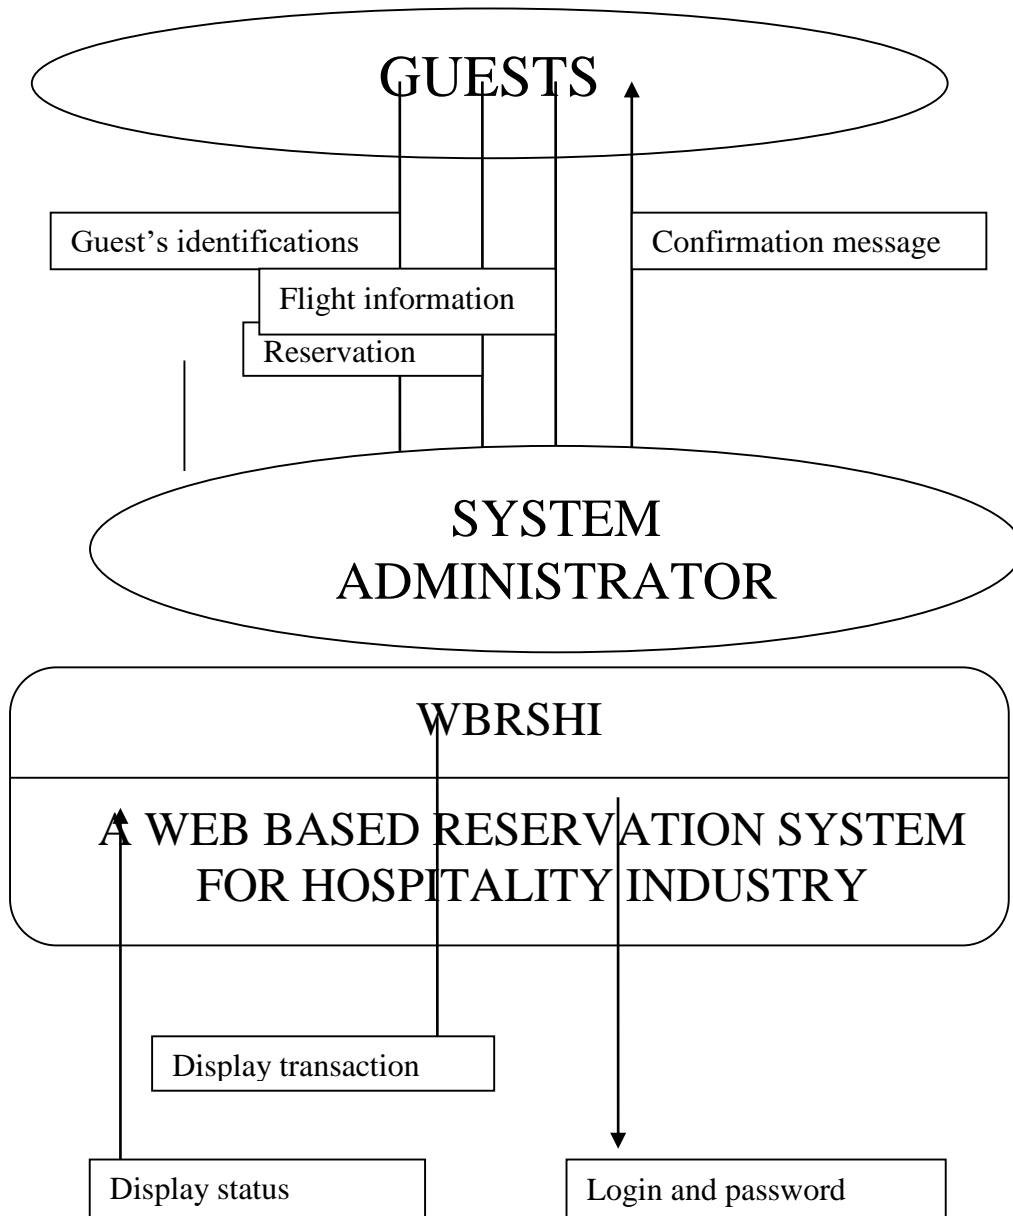 GUESTS
Guest’s identifications
Confirmation message
Flight information
Reservation
SYSTEM
ADMINISTRATOR
WBRSHI
A WEB BASED RESERVATION SYSTEM
FOR HOSPITALITY INDUSTRY
Display transaction
Display status
Login and password